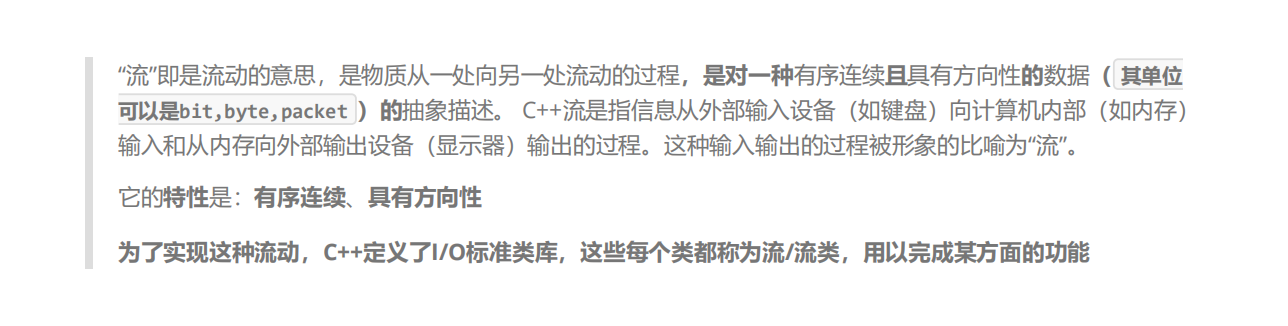 “流”即是流动的意思，是物质从一处向另一处流动的过程，是对一种有序连续且具有方向性的数据（其单位
可以是bit,byte,packet）的抽象描述。 C++流是指信息从外部输入设备（如键盘）向计算机内部（如内存）
输入和从内存向外部输出设备（显示器）输出的过程。这种输入输出的过程被形象的比喻为“流”。
它的特性是：有序连续、具有方向性
为了实现这种流动，C++定义了I/O标准类库，这些每个类都称为流/流类，用以完成某方面的功能